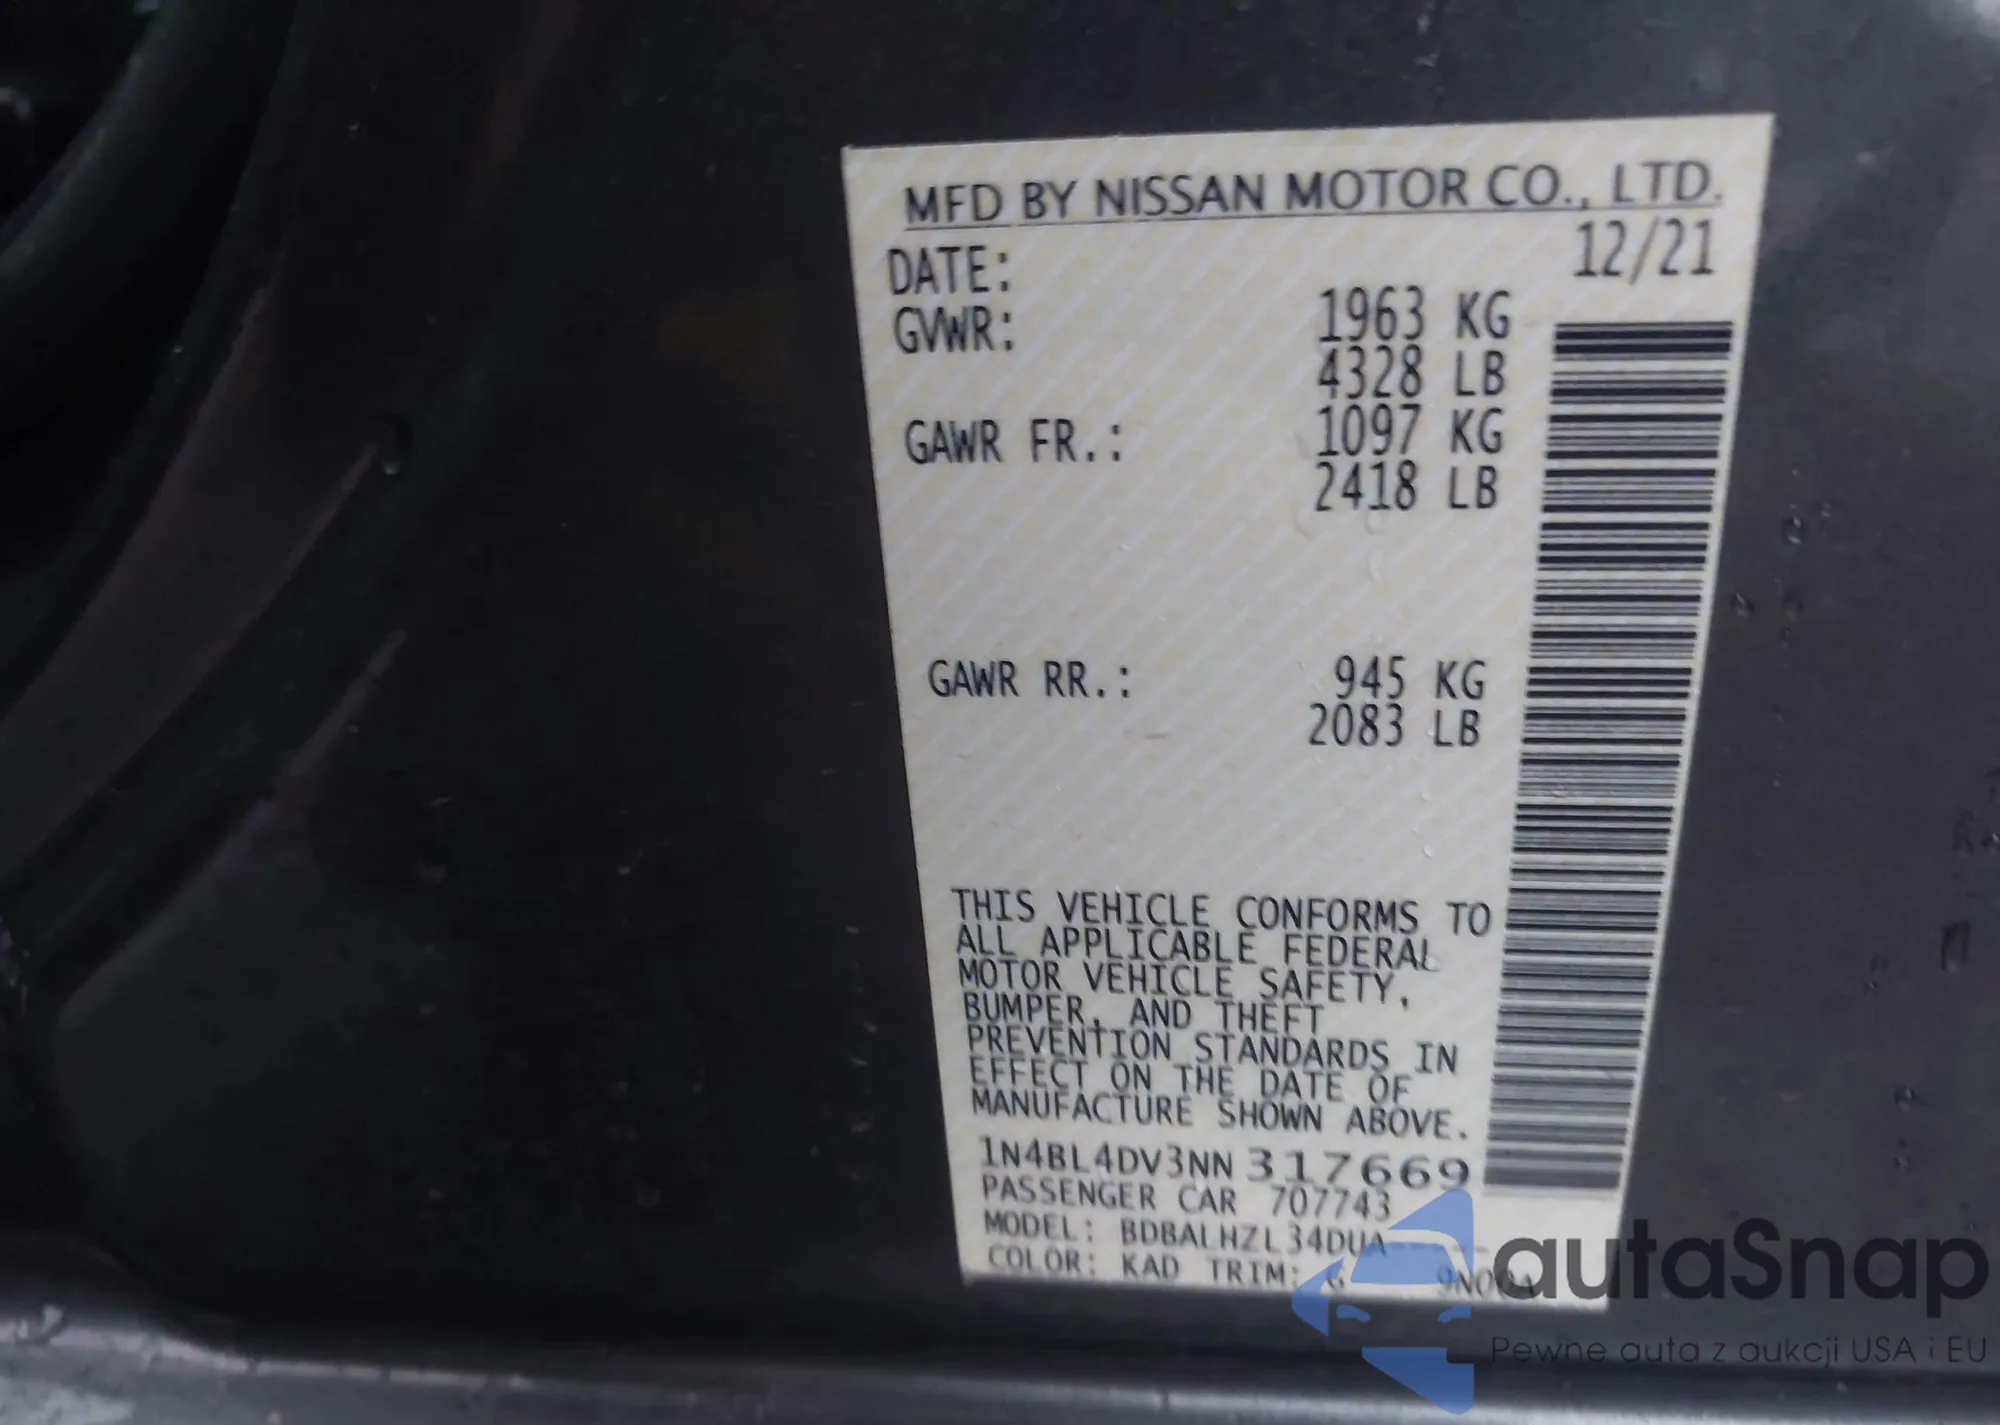 MFD BY NISSAN MOTOR CO., LTD.
DATE: 12/21
GVWR: 1963 KG
4328 LB
GAWR FR.: 1097 KG
2418 LB
GAWR RR.: 945 KG
2083 LB
THIS VEHICLE CONFORMS TO
ALL APPLICABLE FEDERAL
MOTOR VEHICLE SAFETY,
BUMPER, AND THEFT
PREVENTION STANDARDS IN
EFFECT ON THE DATE OF
MANUFACTURE SHOWN ABOVE.
1N4BL4DV3NN317669
PASSENGER CAR 707743
MODEL: BDBALHZL34DUA-----
COLOR: KAD TRIM: G
autaSnap
Pewne auta z aukcji USA i EU